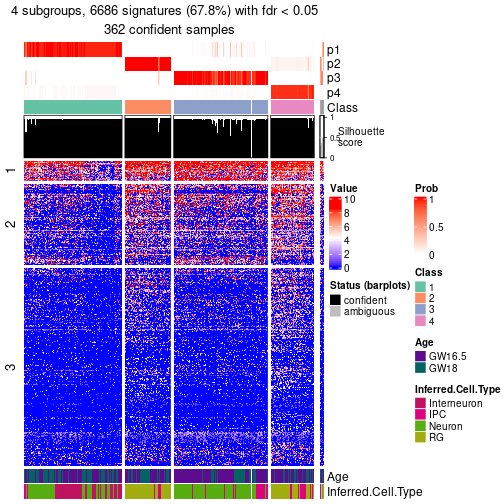 4 subgroups, 6686 signatures (67.8%) with fdr < 0.05
362 confident samples
p1
p2
p3
p4
Class
1
0.5
0
Silhouette
score
1
2
3
Value
10
8
6
4
2
0
Prob
1
0.5
0
Status (barplots)
confident
ambiguous
Class
1
2
3
4
Age
GW16.5
GW18
Inferred.Cell.Type
Interneuron
IPC
Neuron
RG
Age
Inferred.Cell.Type